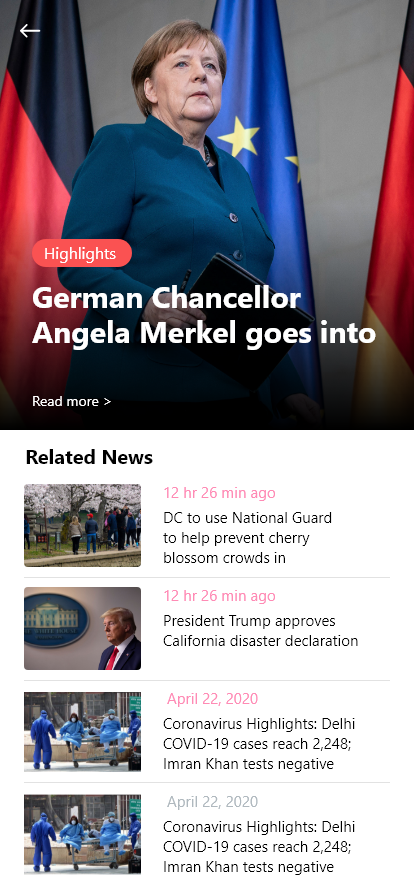 Highlights
German Chancellor
Angela Merkel goes into
Read more >
Related News
12 hr 26 min ago
DC to use National Guard
to help prevent cherry
blossom crowds in
12 hr 26 min ago
President Trump approves
California disaster declaration
April 22, 2020
Coronavirus Highlights: Delhi
COVID-19 cases reach 2,248;
Imran Khan tests negative
April 22, 2020
Coronavirus Highlights: Delhi
COVID-19 cases reach 2,248;
Imran Khan tests negative